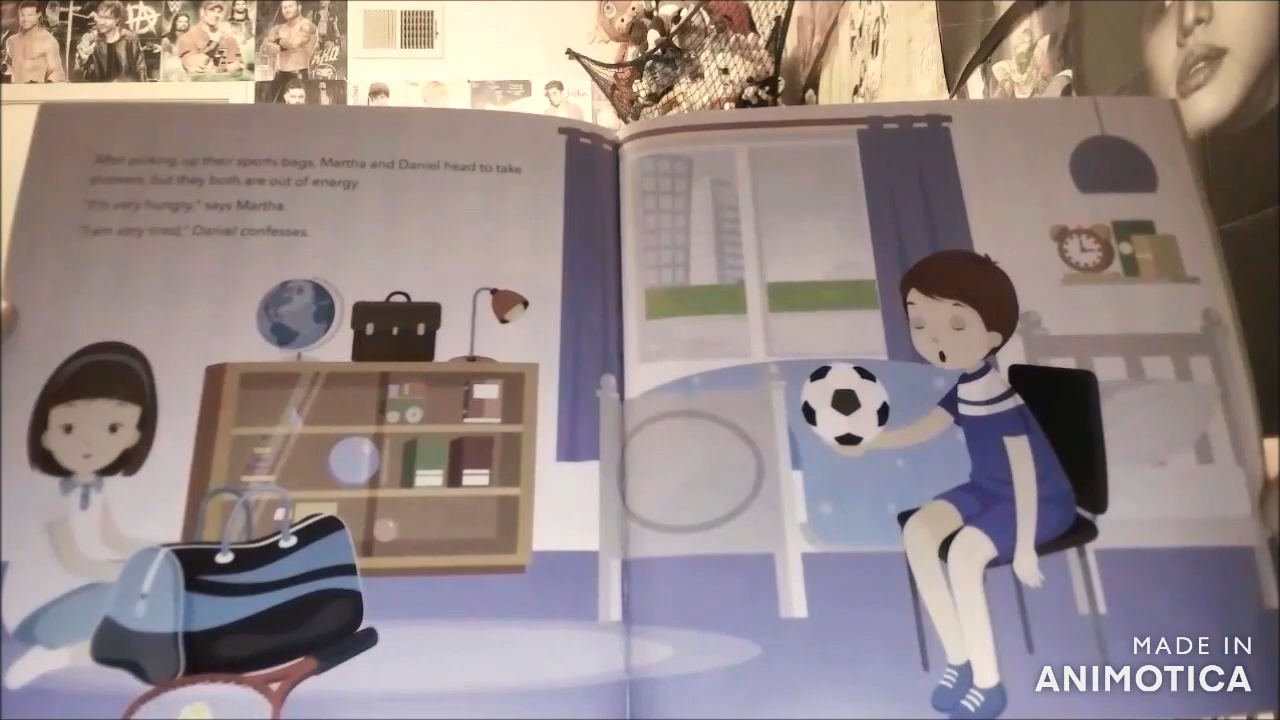 After picking up their sports bags, Martha and Daniel head to take
showers, but they both are out of energy.
"I'm very hungry," says Martha.
"I am very tired," Daniel confesses.
MADE IN
ANIMOTICA